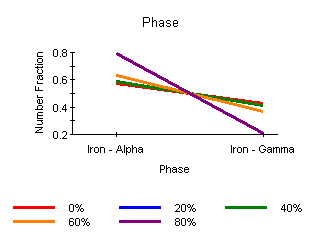 Phase
Number Fraction
0.8
0.6
0.4
0.2
Iron - Alpha Iron - Gamma
Phase
0% 20% 40%
60% 80%